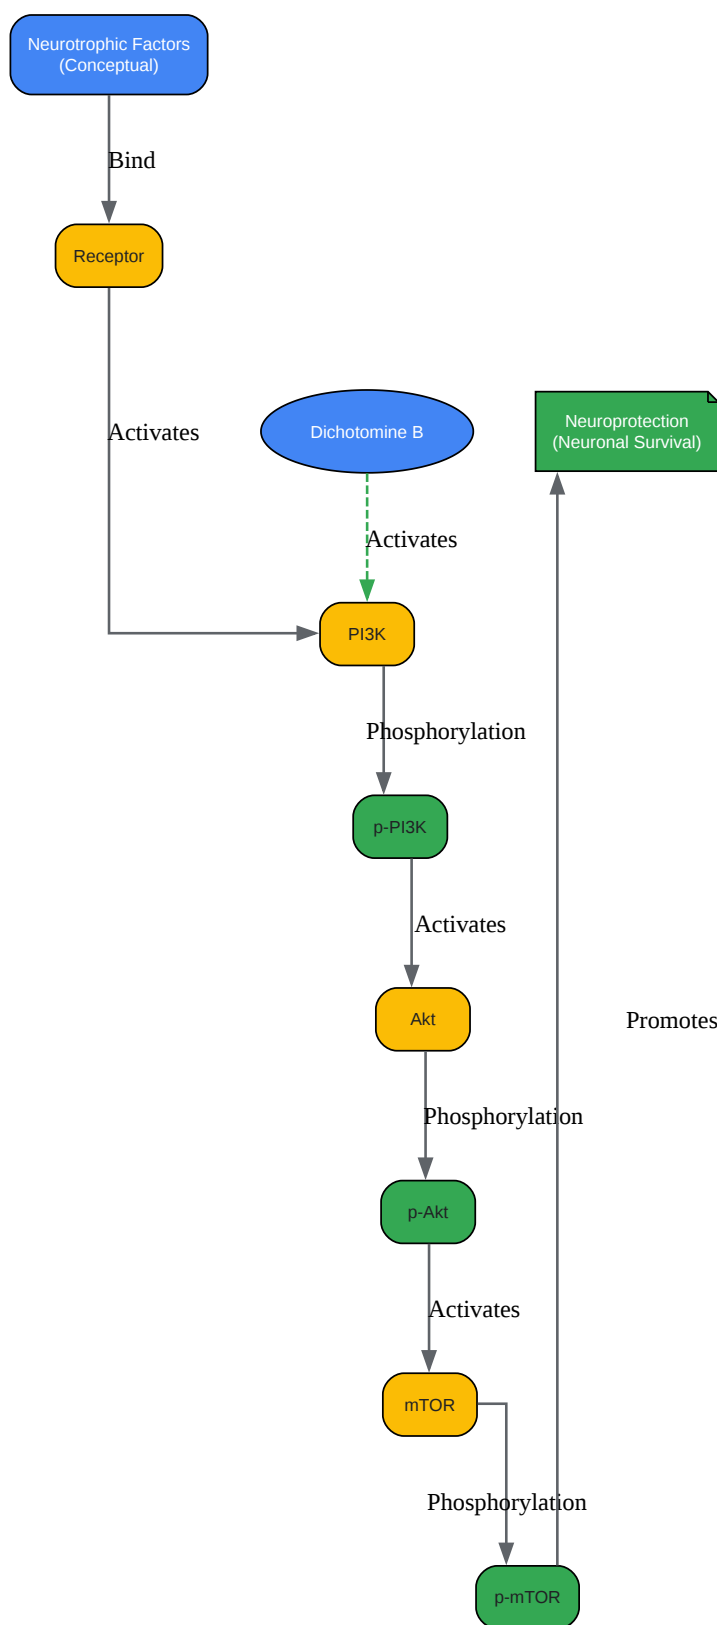 Neurotrophic Factors
(Conceptual)
Bind
Receptor
Activates
Dichotomine B
Neuroprotection
(Neuronal Survival)
Activates
PI3K
Phosphorylation
p-PI3K
Activates
Akt
Promotes
Phosphorylation
p-Akt
Activates
mTOR
Phosphorylation
p-mTOR